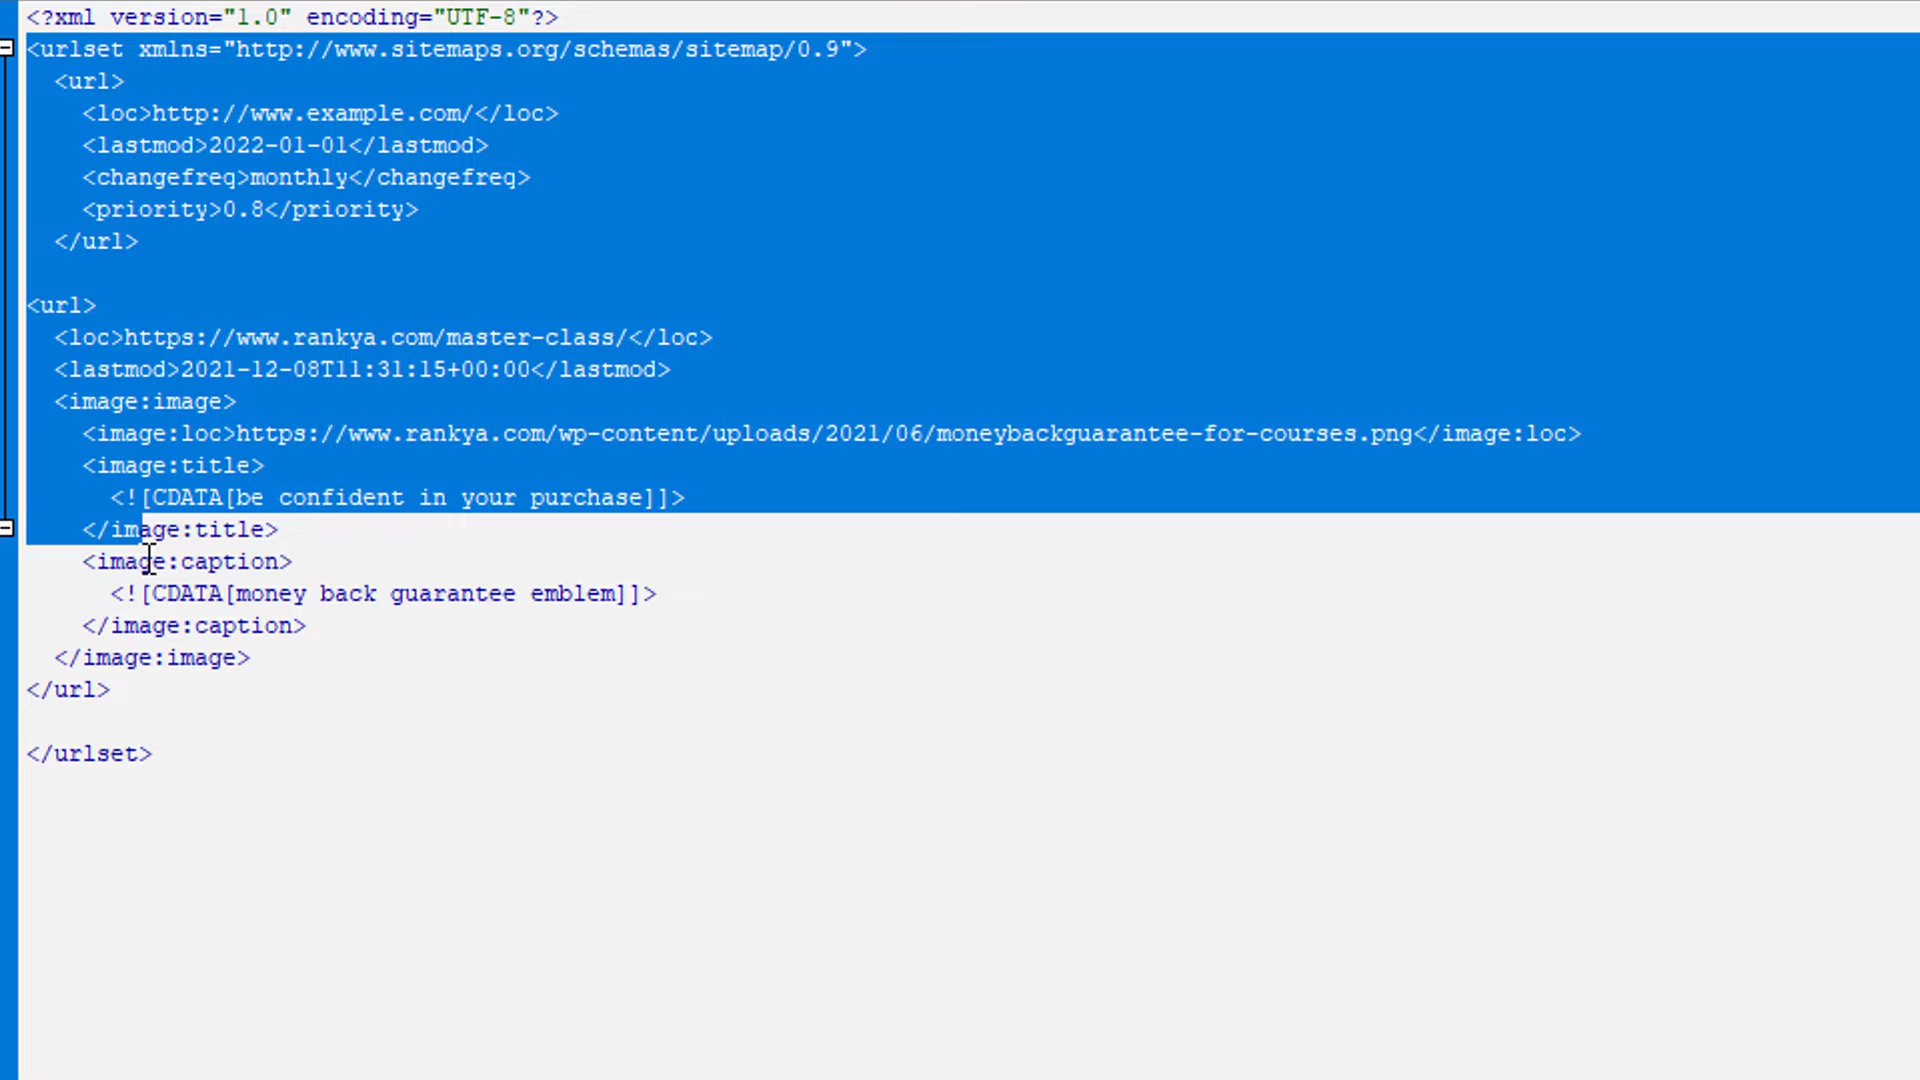 <?xml version="1.0" encoding="UTF-8"?>
<urlset xmlns="http://www.sitemaps.org/schemas/sitemap/0.9">
<url>
<loc>http://www.example.com/</loc>
<lastmod>2022-01-01</lastmod>
<changefreq>monthly</changefreq>
<priority>0.8</priority>
</url>
<url>
<loc>https://www.rankya.com/master-class/</loc>
<lastmod>2021-12-08T11:31:15+00:00</lastmod>
<image:image>
<image:loc>https://www.rankya.com/wp-content/uploads/2021/06/moneybackguarantee-for-courses.png</image:loc>
<image:title>
<![CDATA[be confident in your purchase]]>
</image:title>
<image:caption>
<![CDATA[money back guarantee emblem]]>
</image:caption>
</image:image>
</url>
</urlset>